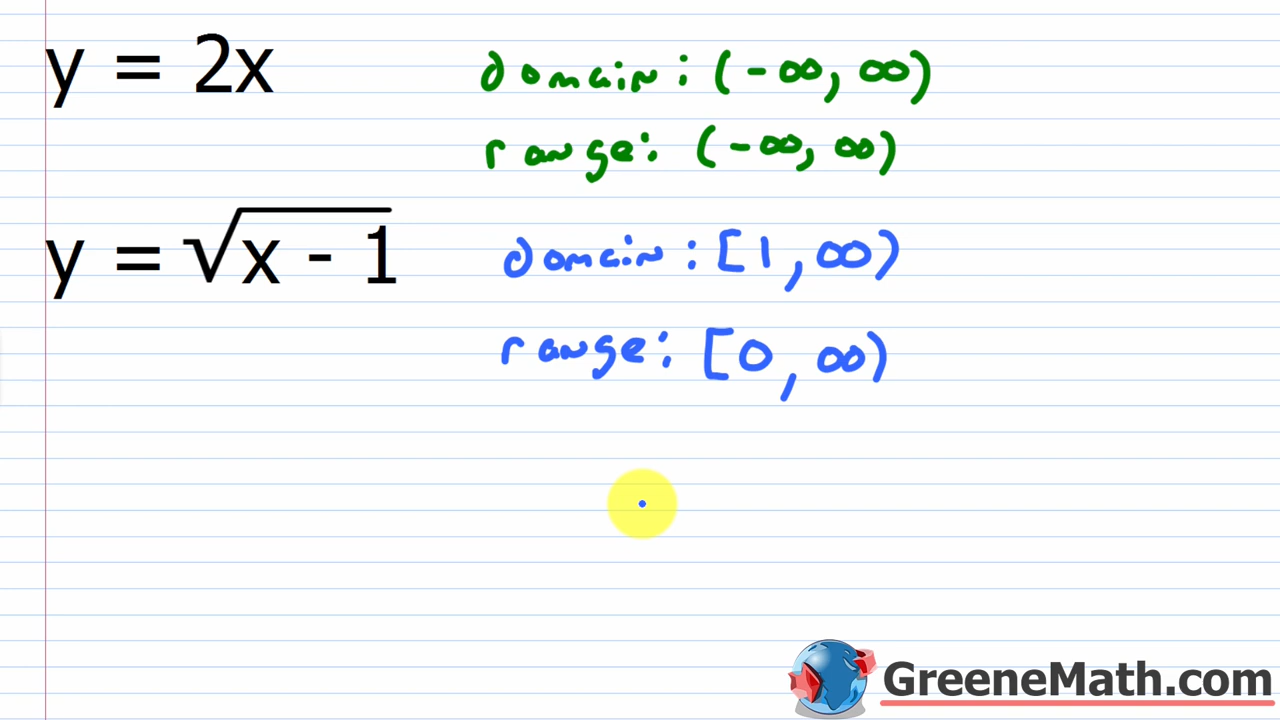 y = 2x
domain: (-∞, ∞)
range: (-∞, ∞)
y = √(x - 1)
domain: [1, ∞)
range: [0, ∞)
GreeneMath.com